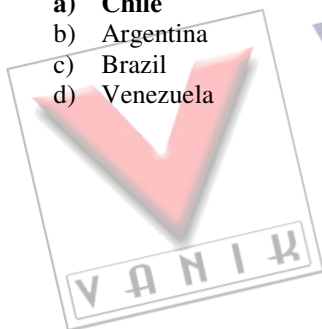 a) Chile
b) Argentina
c) Brazil
d) Venezuela
VANIK